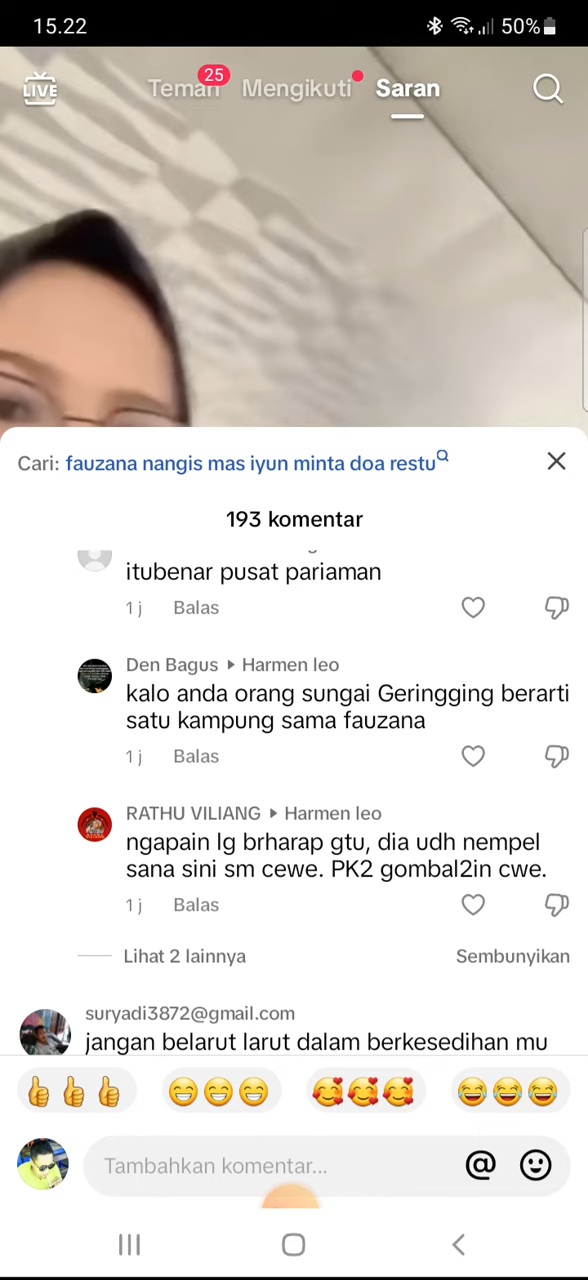 15.22
50%
LIVE
Teman
25
Mengikuti
Saran
Cari: fauzana nangis mas iyun minta doa restu
193 komentar
itubenar pusat pariaman
1 j Balas
Den Bagus Harmen leo
kalo anda orang sungai Geringging berarti
satu kampung sama fauzana
1 j Balas
RATHU VILIANG Harmen leo
ngapain lg brharap gtu, dia udh nempel
sana sini sm cewe. PK2 gombal2in cwe.
1 j Balas
Lihat 2 lainnya Sembunyikan
suryadi3872@gmail.com
jangan belarut larut dalam berkesedihan mu
Tambahkan komentar...